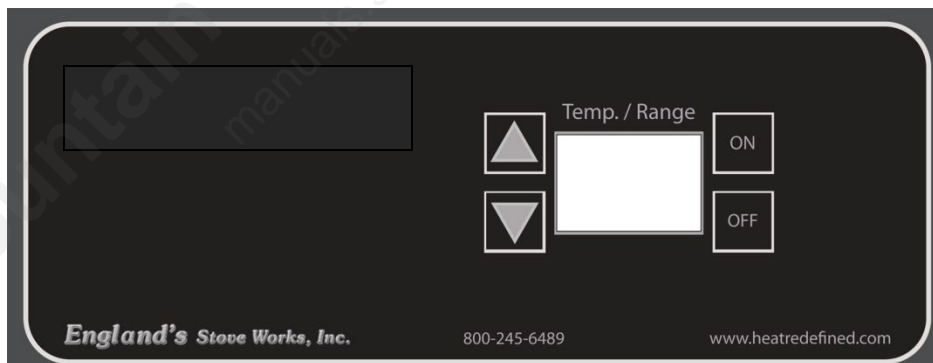 Temp. / Range
ON
OFF
England's Stove Works, Inc.
800-245-6489
www.heatredefined.com